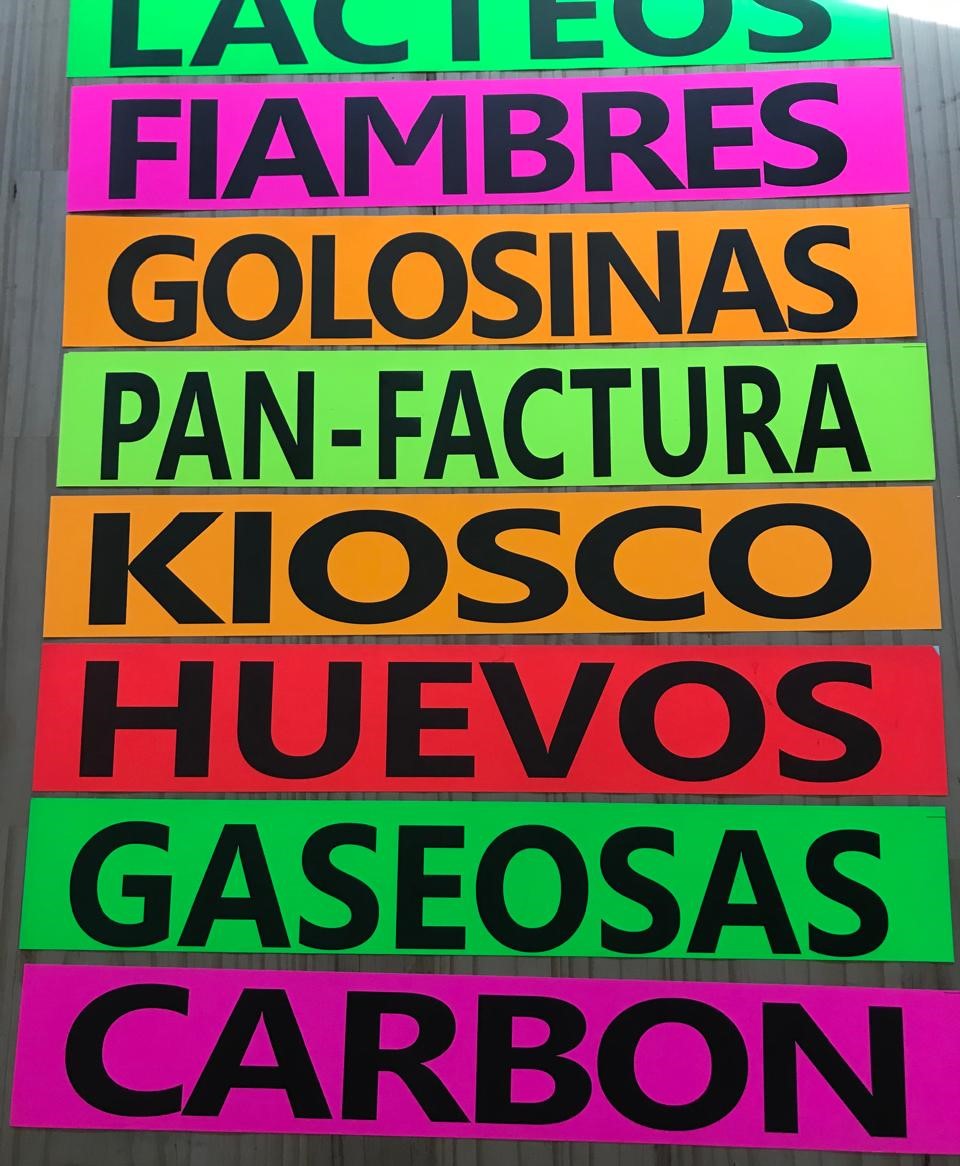 LACTEOS
FIAMBRES
GOLOSINAS
PAN-FACTURA
KIOSCO
HUEVOS
GASEOSAS
CARBON